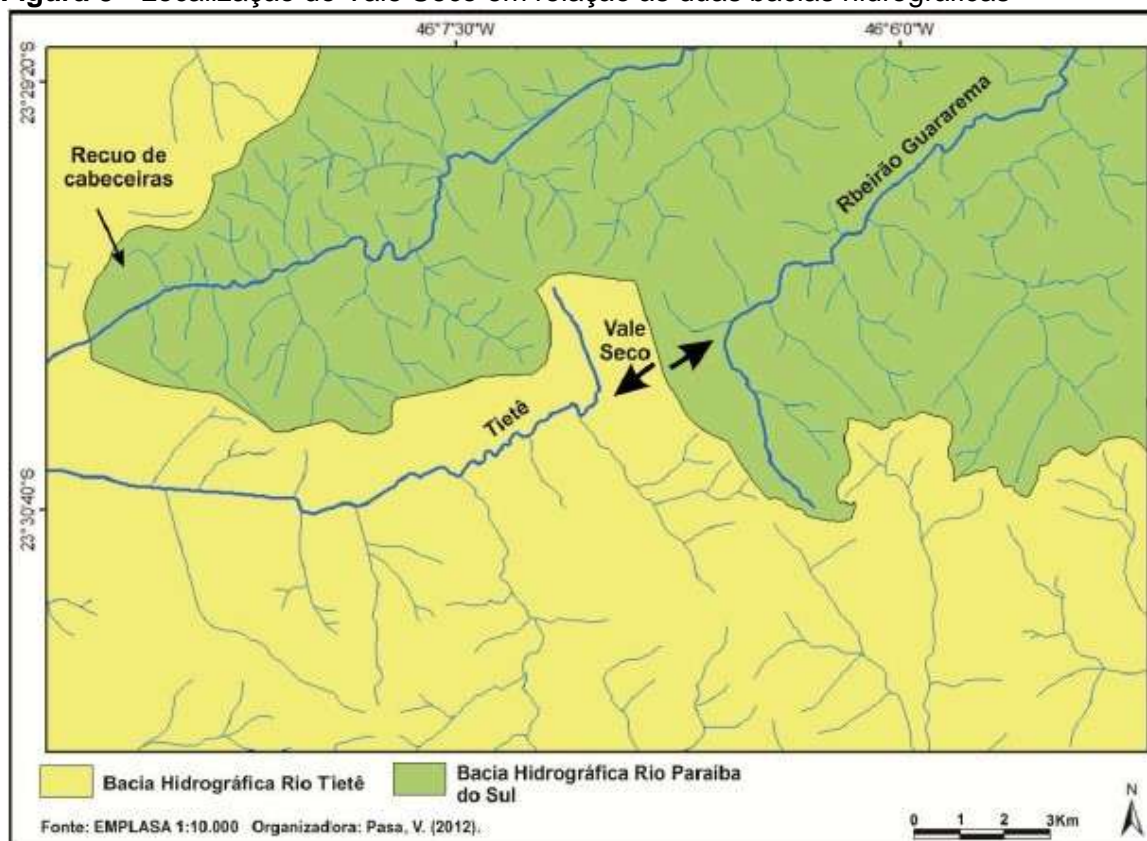 46°7'30"W
46°6'0"W
23°29'20"S
Recuo de
cabeceiras
Rbeirão Guararema
Vale
Seco
Tietê
23°30'40"S
Bacia Hidrográfica Rio Tietê
Bacia Hidrográfica Rio Paraiba
do Sul
N
Fonte: EMPLASA 1:10.000 Organizadora: Pasa, V. (2012).
0 1 2 3Km